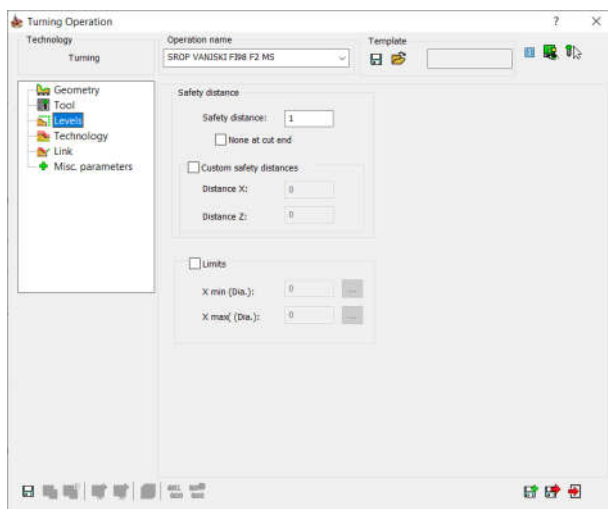 Turning Operation
? X
Technology
Turning
Operation name
SROP VANJSKI FI98 F2 MS
Template
Geometry
Tool
Levels
Technology
Link
Misc. parameters
Safety distance
Safety distance: 1
None at cut end
Custom safety distances
Distance X: 0
Distance Z: 0
Limits
X min (Dia.): 0 ...
X max( (Dia.): 0 ...